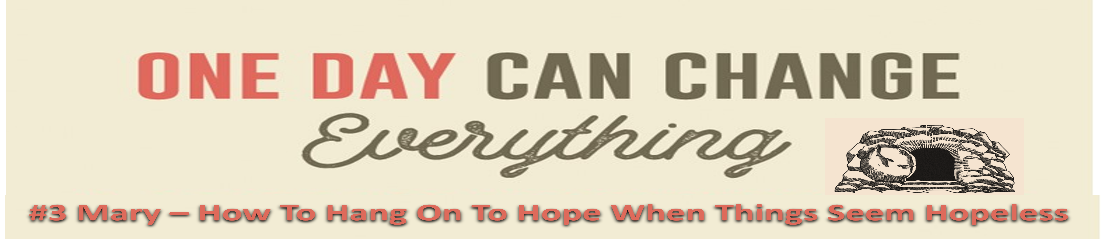 ONE DAY CAN CHANGE
Everything
#3 Mary – How To Hang On To Hope When Things Seem Hopeless